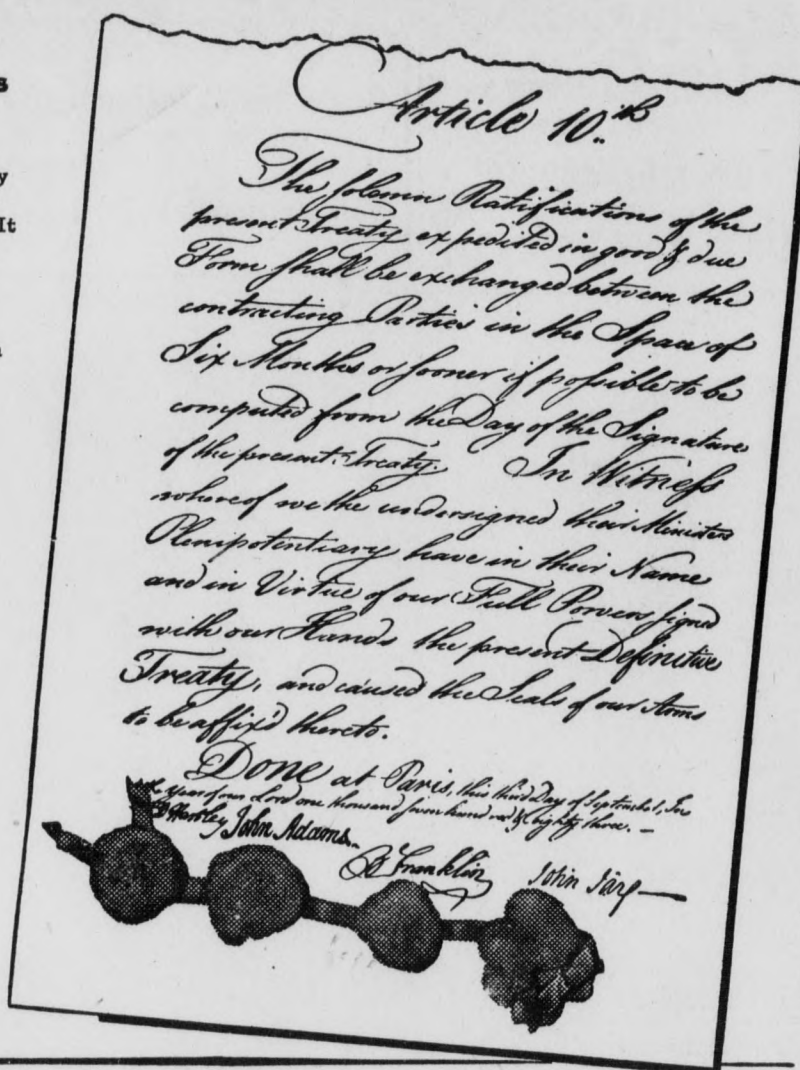 s
y
It
Article 10.th
The solemn Ratifications of the
present Treaty expedited in good & due
Form shall be exchanged between the
contracting Parties in the Space of
Six Months or sooner if possible to be
computed from the Day of the Signature
of the present Treaty. In Witness
whereof we the undersigned their Ministers
Plenipotentiary have in their Name
and in Virtue of our Full Powers signed
with our Hands the present Definitive
Treaty, and caused the Seals of our Arms
to be affix'd thereto.
Done at Paris, this third Day of September, In
Year of our Lord one thousand seven hundred & eighty three. —
D Hartley John Adams.
B Franklin John Jay —